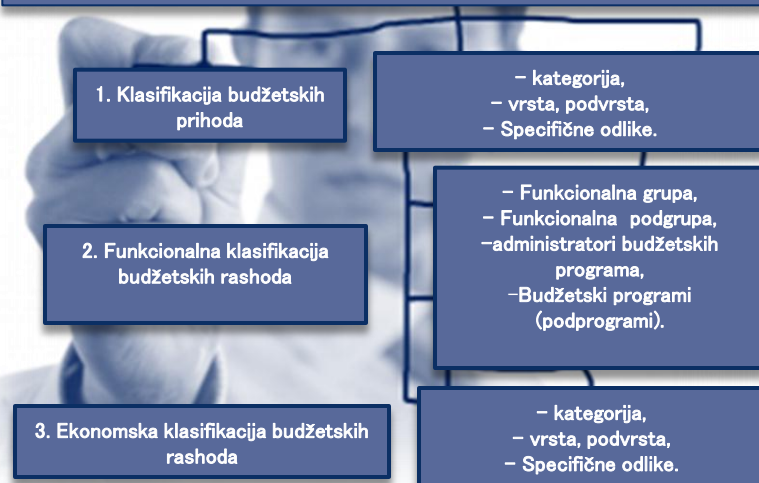 1. Klasifikacija budžetskih
prihoda
– kategorija,
– vrsta, podvrsta,
– Specifične odlike.
2. Funkcionalna klasifikacija
budžetskih rashoda
– Funkcionalna grupa,
– Funkcionalna podgrupa,
–administratori budžetskih
programa,
–Budžetski programi
(podprogrami).
3. Ekonomska klasifikacija budžetskih
rashoda
– kategorija,
– vrsta, podvrsta,
– Specifične odlike.